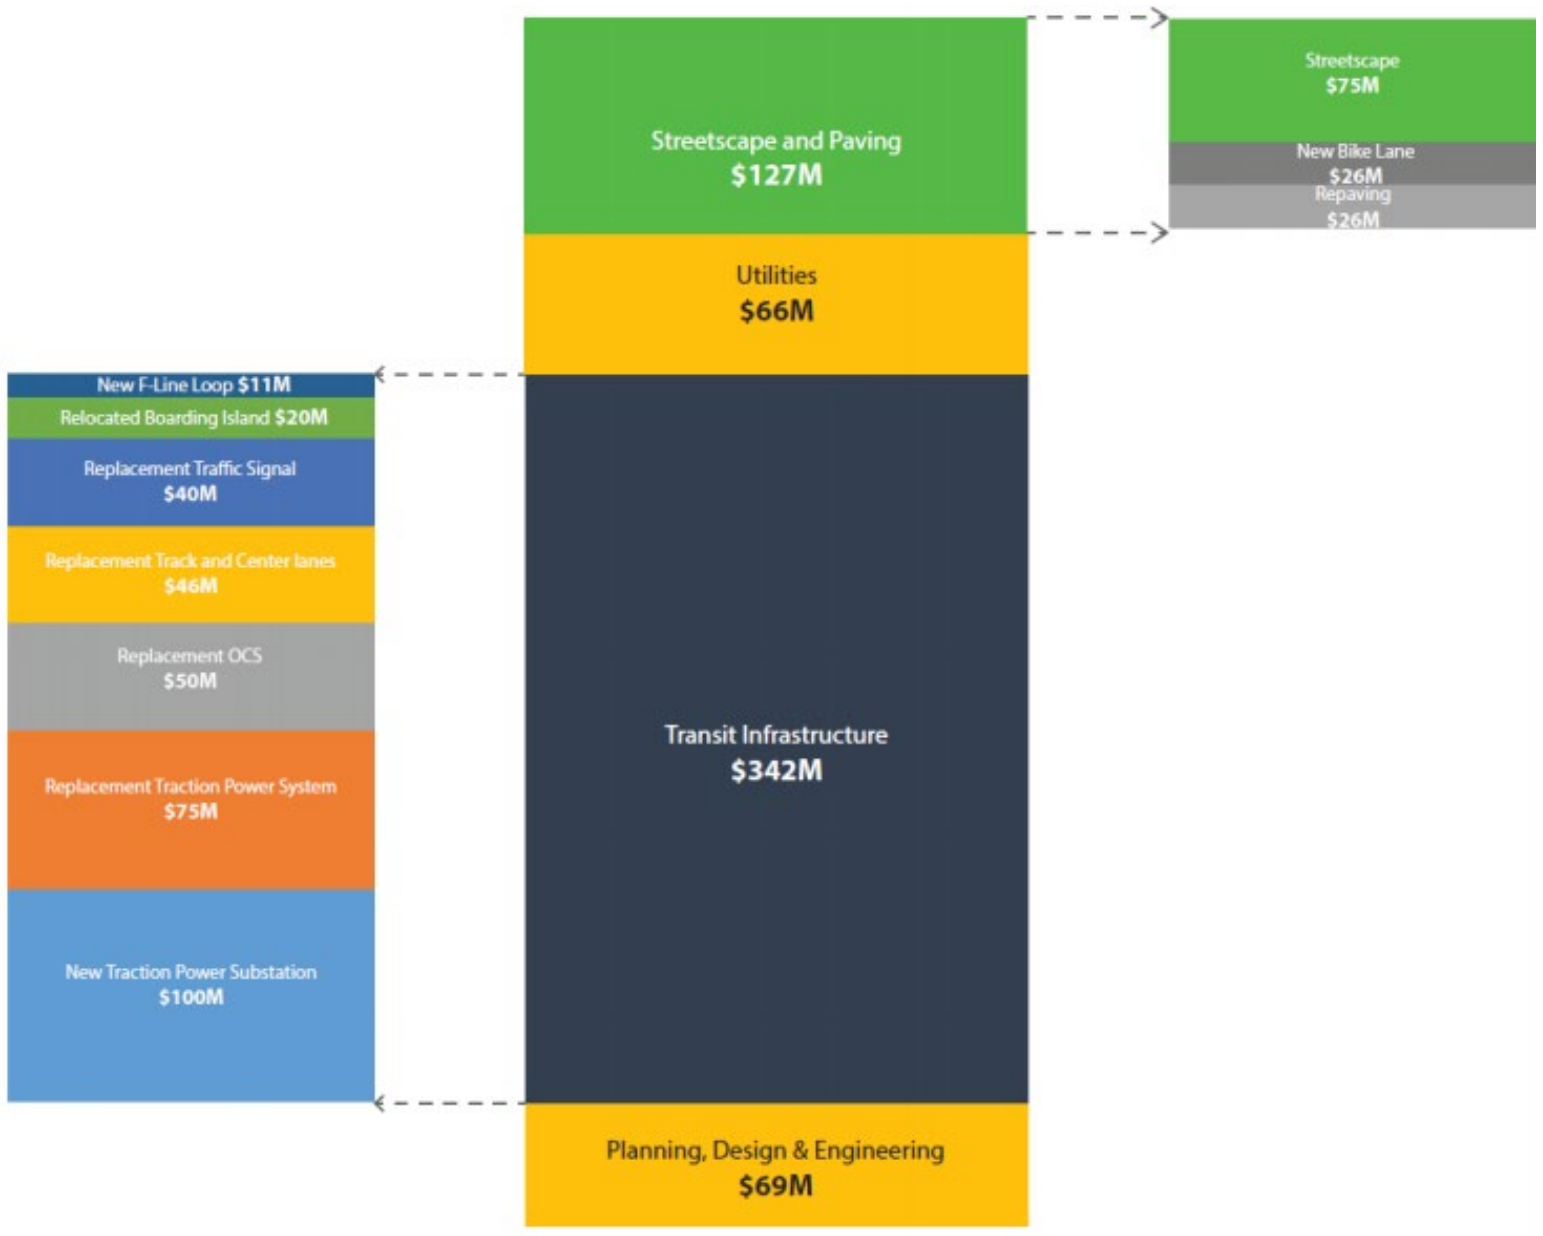 Streetscape and Paving
$127M
Utilities
$66M
Transit Infrastructure
$342M
Planning, Design & Engineering
$69M
Streetscape
$75M
New Bike Lane
$26M
Repaving
$26M
New F-Line Loop $11M
Relocated Boarding Island $20M
Replacement Traffic Signal
$40M
Replacement Track and Center lanes
$46M
Replacement OCS
$50M
Replacement Traction Power System
$75M
New Traction Power Substation
$100M